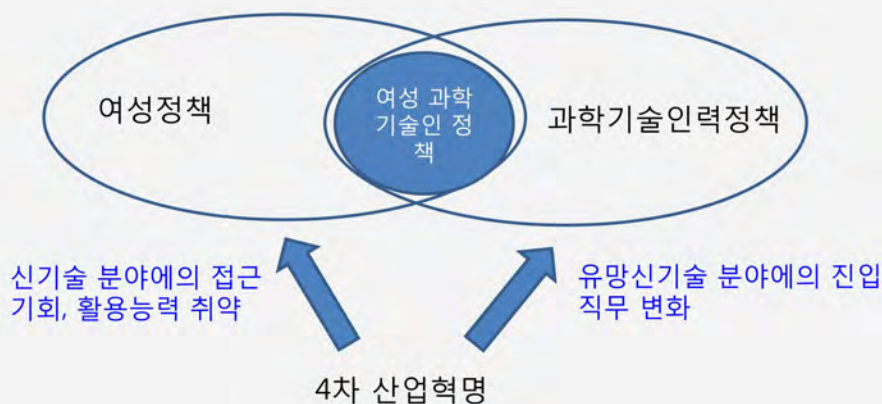 여성정책
여성 과학
기술인 정
책
과학기술인력정책
신기술 분야에의 접근
기회, 활용능력 취약
유망신기술 분야에의 진입
직무 변화
4차 산업혁명